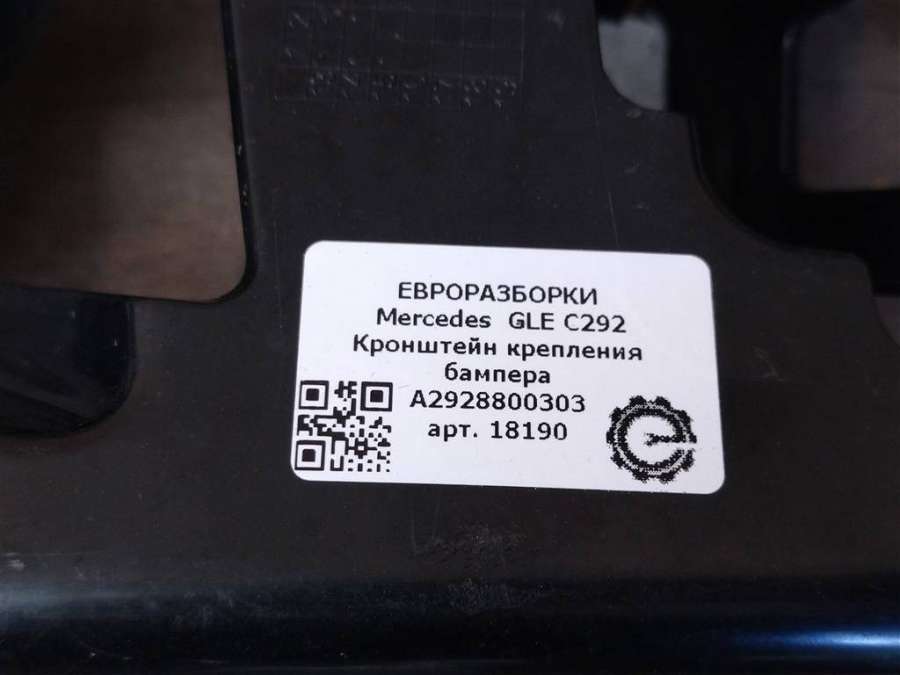 ЕВРОРАЗБОРКИ
Mercedes GLE C292
Кронштейн крепления
бампера
A2928800303
арт. 18190